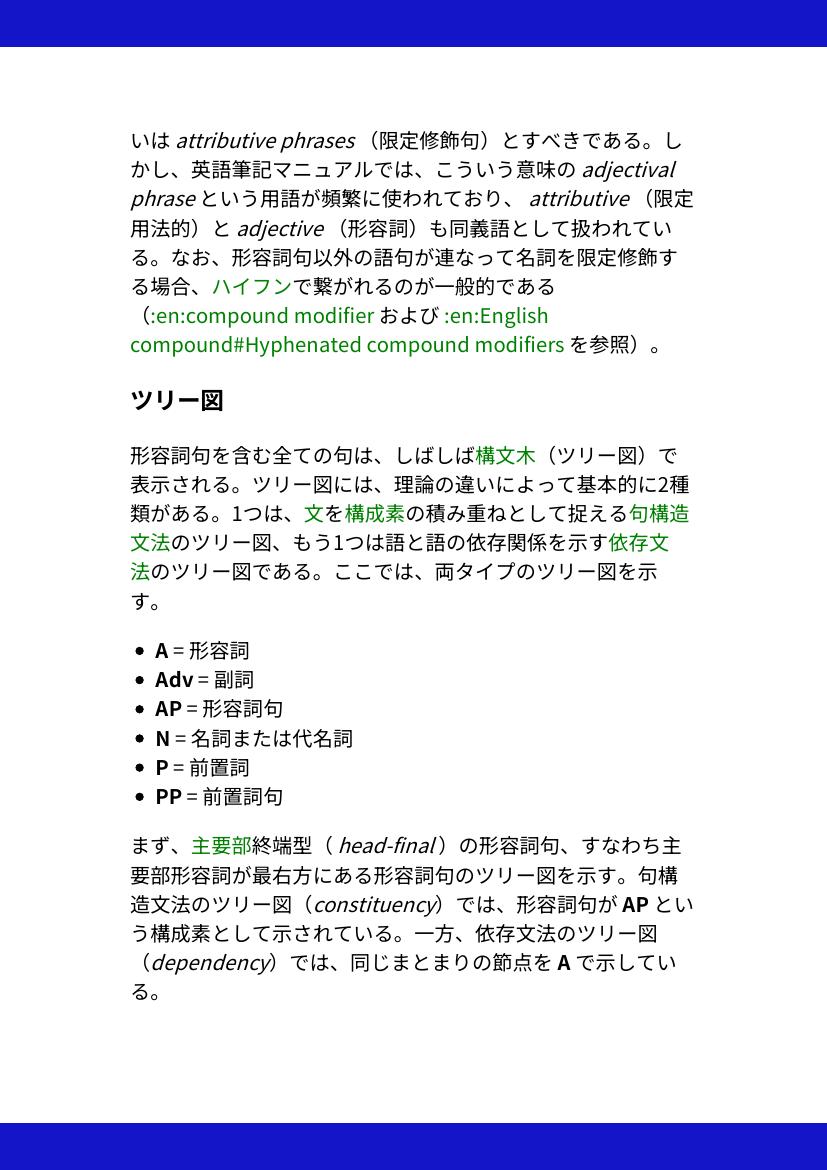 いは attributive phrases （限定修飾句）とすべきである。し
かし、英語筆記マニュアルでは、こういう意味の adjectival
phrase という用語が頻繁に使われており、 attributive （限定
用法的）と adjective （形容詞）も同義語として扱われてい
る。なお、形容詞句以外の語句が連なって名詞を限定修飾す
る場合、ハイフンで繋がれるのが一般的である
（:en:compound modifier および :en:English
compound#Hyphenated compound modifiers を参照）。
ツリー図
形容詞句を含む全ての句は、しばしば構文木（ツリー図）で
表示される。ツリー図には、理論の違いによって基本的に2種
類がある。1つは、文を構成素の積み重ねとして捉える句構造
文法のツリー図、もう1つは語と語の依存関係を示す依存文
法のツリー図である。ここでは、両タイプのツリー図を示
す。
• A = 形容詞
• Adv = 副詞
• AP = 形容詞句
• N = 名詞または代名詞
• P = 前置詞
• PP = 前置詞句
まず、主要部終端型（ head-final ）の形容詞句、すなわち主
要部形容詞が最右方にある形容詞句のツリー図を示す。句構
造文法のツリー図（constituency）では、形容詞句が AP とい
う構成素として示されている。一方、依存文法のツリー図
（dependency）では、同じまとまりの節点を A で示してい
る。